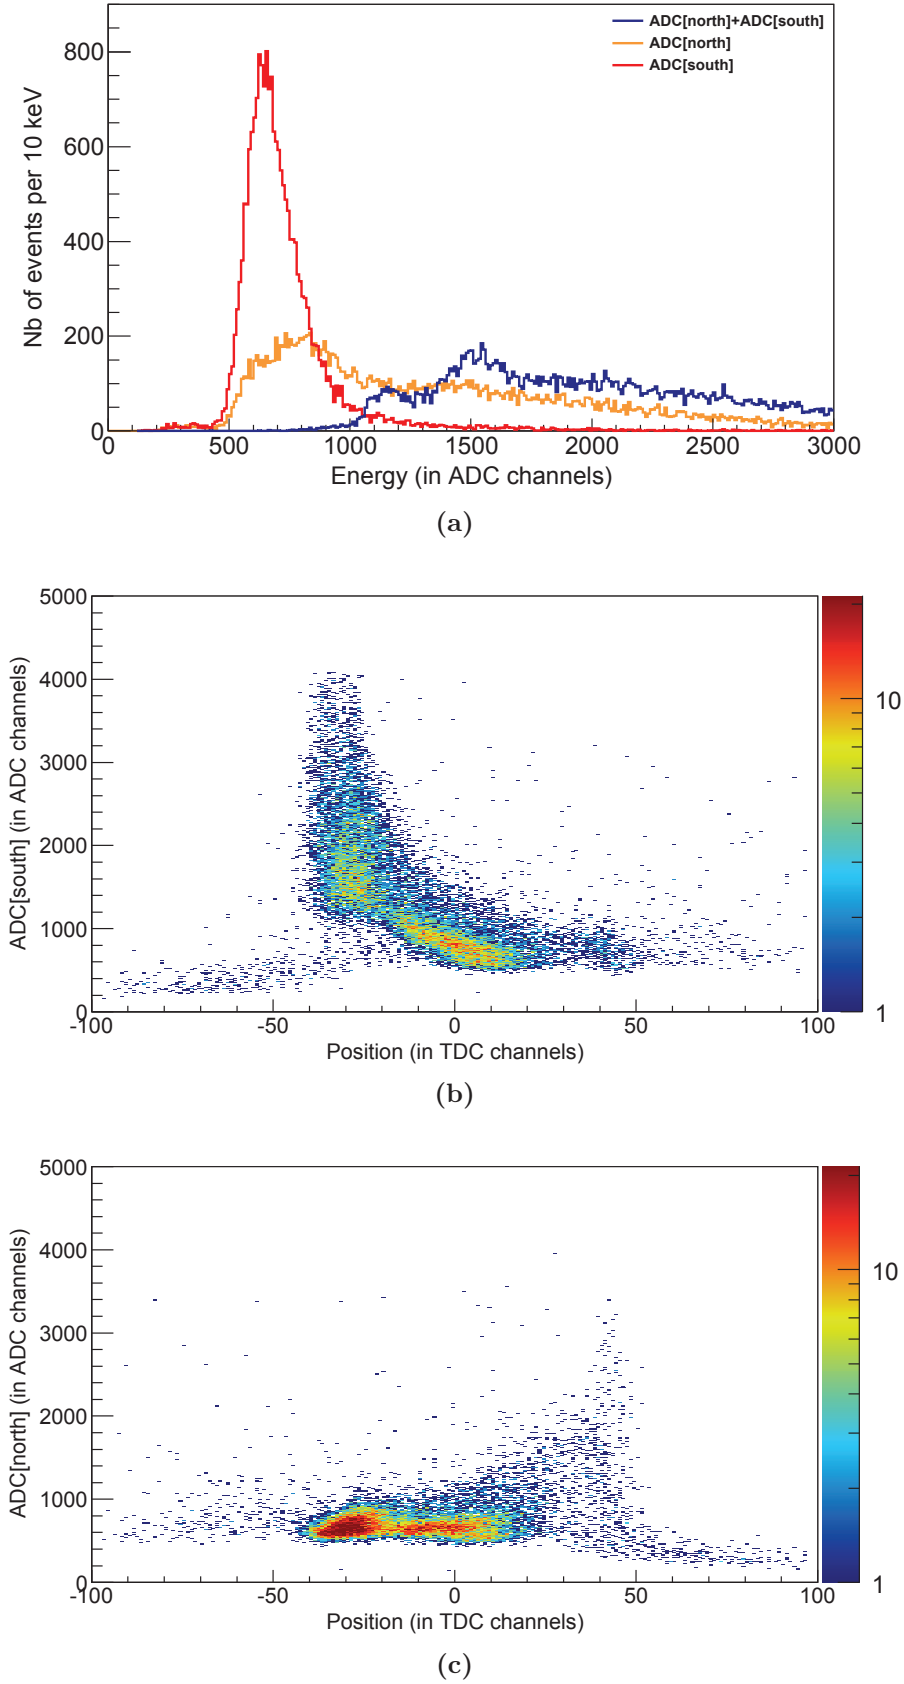 ADC[north]+ADC[south]
ADC[north]
ADC[south]
Nb of events per 10 keV
800
600
400
200
0
0 500 1000 1500 2000 2500 3000
Energy (in ADC channels)
(a)
ADC[south] (in ADC channels)
5000
4000
3000
2000
1000
0
-100 -50 0 50 100
10
1
Position (in TDC channels)
(b)
ADC[north] (in ADC channels)
5000
4000
3000
2000
1000
0
-100 -50 0 50 100
10
1
Position (in TDC channels)
(c)